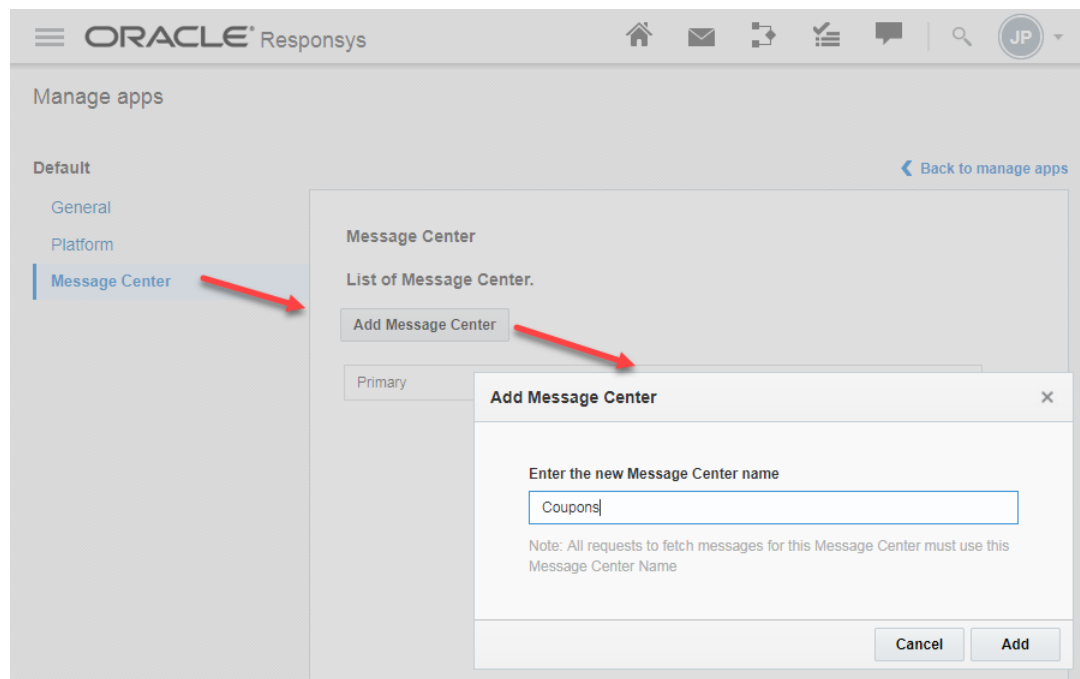 ORACLE® Responsys
JP
Manage apps
Default
Back to manage apps
General
Platform
Message Center
Message Center
List of Message Center.
Add Message Center
Primary
Add Message Center
Enter the new Message Center name
Coupons
Note: All requests to fetch messages for this Message Center must use this
Message Center Name
Cancel
Add